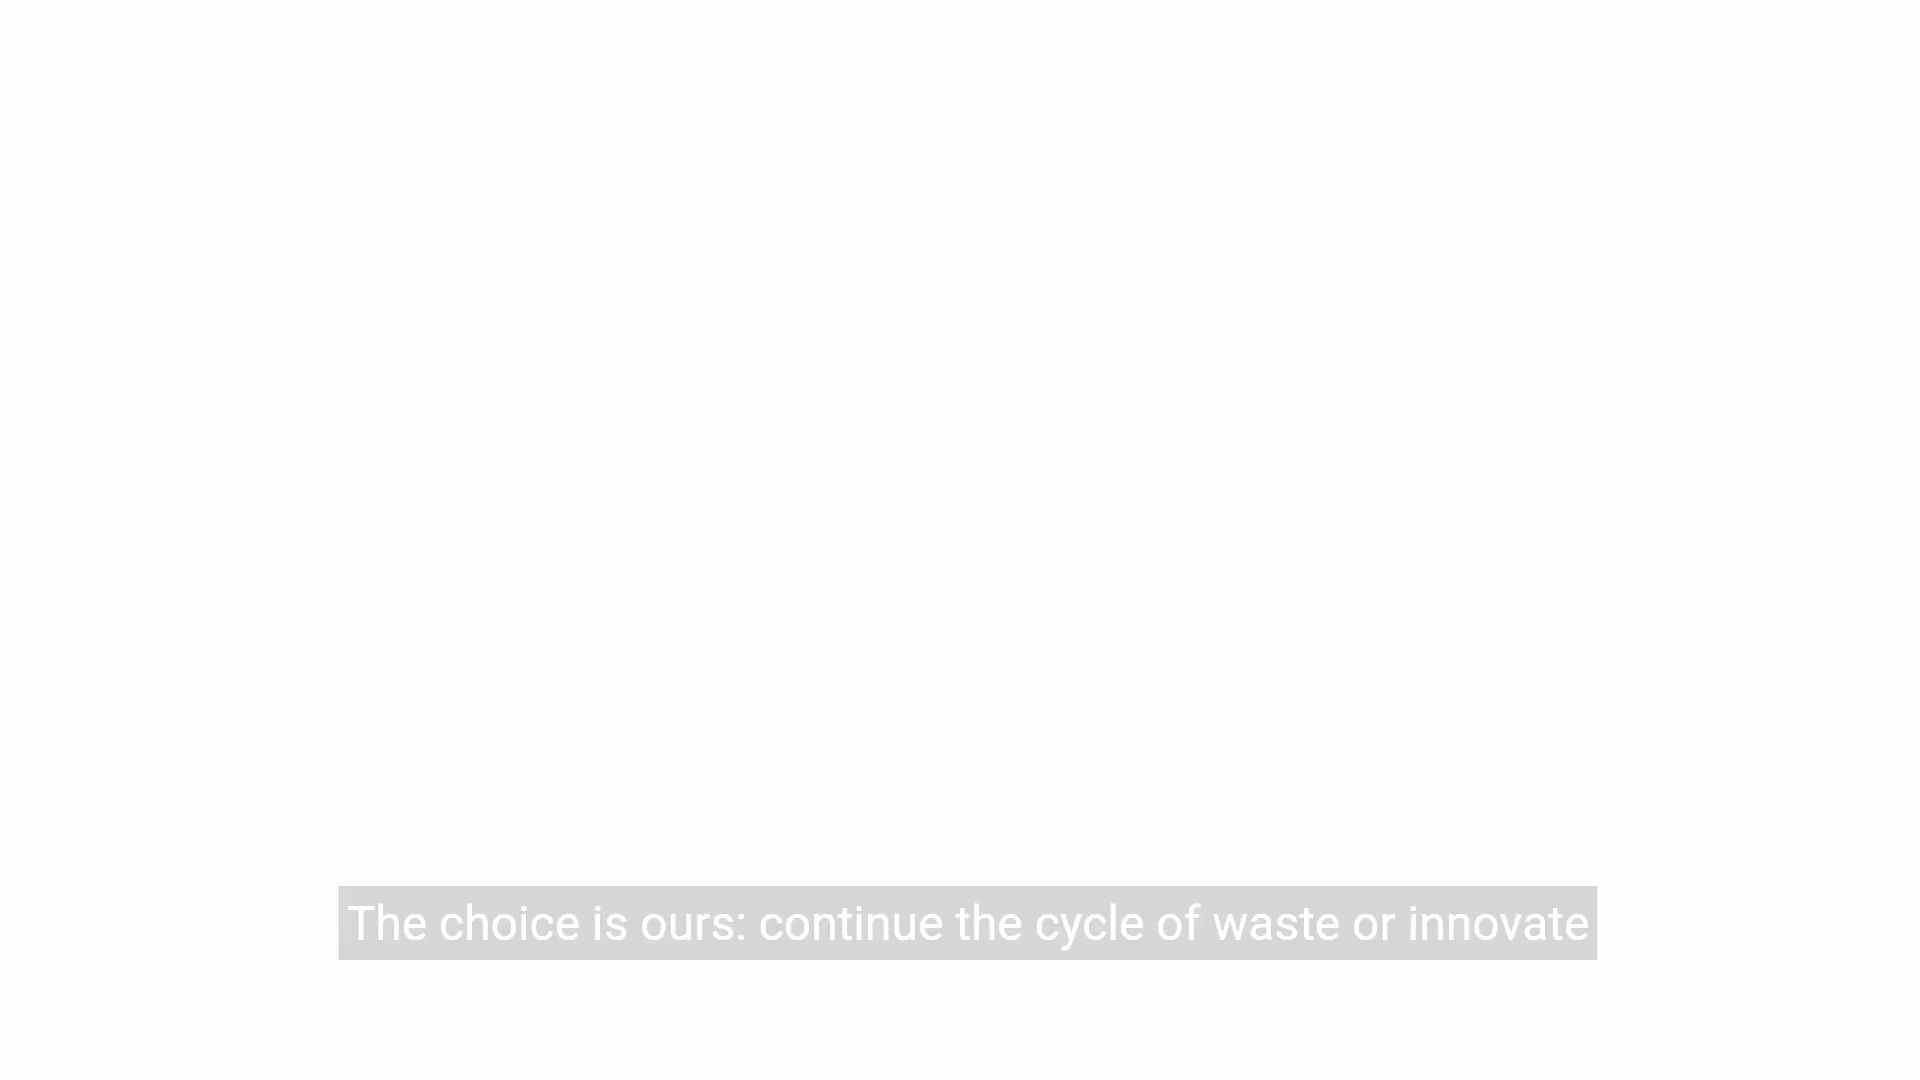 The choice is ours: continue the cycle of waste or innovate